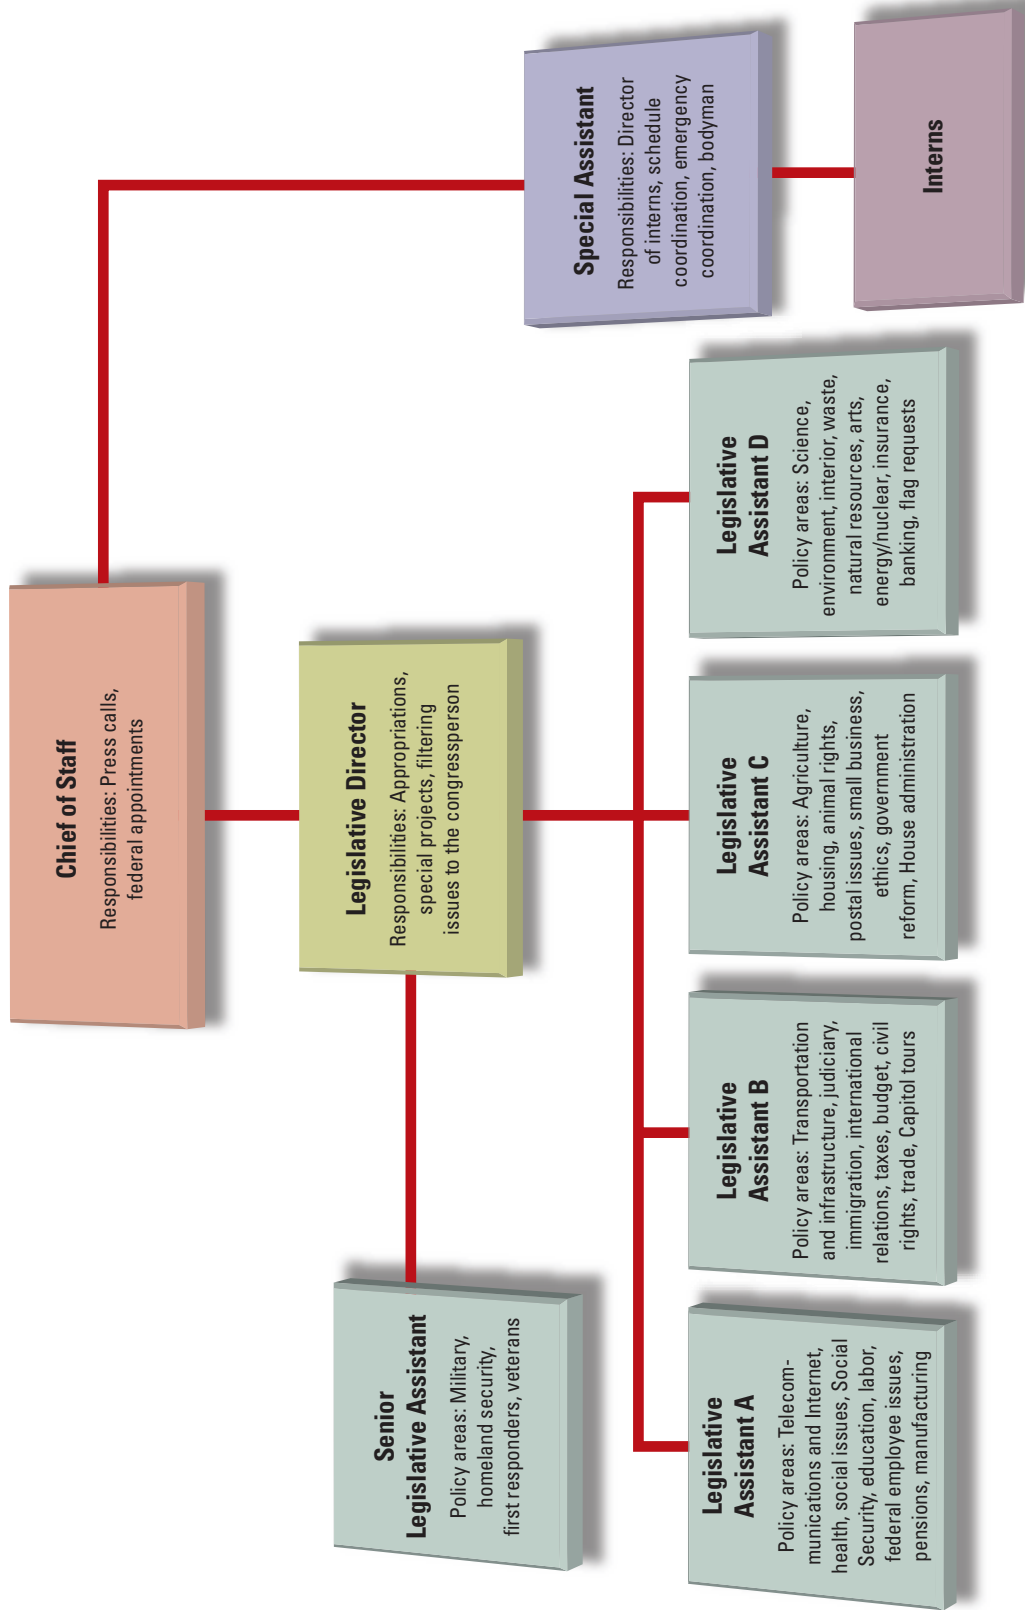 Chief of Staff
Responsibilities: Press calls,
federal appointments
Legislative Director
Responsibilities: Appropriations,
special projects, filtering
issues to the congressperson
Senior
Legislative Assistant
Policy areas: Military,
homeland security,
first responders, veterans
Special Assistant
Responsibilities: Director
of interns, schedule
coordination, emergency
coordination, bodyman
Legislative
Assistant A
Policy areas: Telecom-
munications and Internet,
health, social issues, Social
Security, education, labor,
federal employee issues,
pensions, manufacturing
Legislative
Assistant B
Policy areas: Transportation
and infrastructure, judiciary,
immigration, international
relations, taxes, budget, civil
rights, trade, Capitol tours
Legislative
Assistant C
Policy areas: Agriculture,
housing, animal rights,
postal issues, small business,
ethics, government
reform, House administration
Legislative
Assistant D
Policy areas: Science,
environment, interior, waste,
natural resources, arts,
energy/nuclear, insurance,
banking, flag requests
Interns